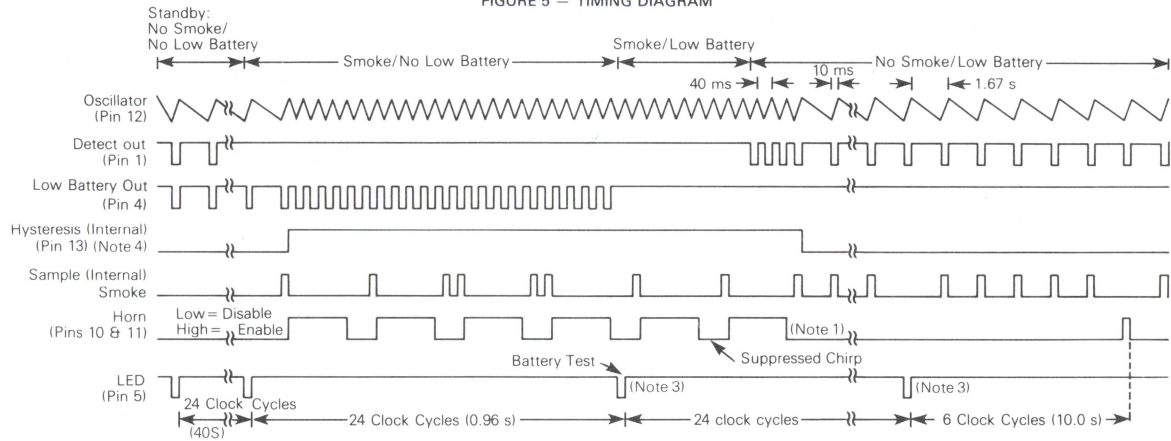 FIGURE 5 — TIMING DIAGRAM
Standby:
No Smoke/
No Low Battery
Smoke/No Low Battery
Smoke/Low Battery
No Smoke/Low Battery
40 ms
10 ms
1.67 s
Oscillator
(Pin 12)
Detect out
(Pin 1)
Low Battery Out
(Pin 4)
Hysteresis (Internal)
(Pin 13) (Note 4)
Sample (Internal)
Smoke
Horn
(Pins 10 & 11)
Low = Disable
High = Enable
(Note 1)
Suppressed Chirp
Battery Test
LED
(Pin 5)
(Note 3)
(Note 3)
24 Clock Cycles
(40S)
24 Clock Cycles (0.96 s)
24 clock cycles
6 Clock Cycles (10.0 s)